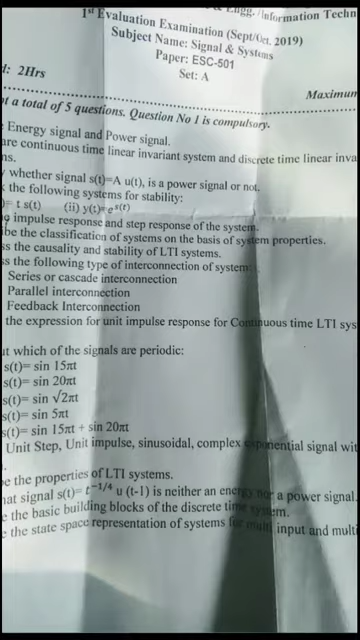 & Engg./Information Techn
1st Evaluation Examination (Sept/Oct. 2019)
Subject Name: Signal & Systems
Paper: ESC-501
Set: A
: 2Hrs
Maximum
t a total of 5 questions. Question No 1 is compulsory.
Energy signal and Power signal.
are continuous time linear invariant system and discrete time linear inva
ns.
whether signal s(t)=A u(t), is a power signal or not.
the following systems for stability:
)= t s(t) (ii) y(t)=e^s(t)
impulse response and step response of the system.
be the classification of systems on the basis of system properties.
ss the causality and stability of LTI systems.
ss the following type of interconnection of system
Series or cascade interconnection
Parallel interconnection
Feedback Interconnection
the expression for unit impulse response for Continuous time LTI sys
ut which of the signals are periodic:
s(t)= sin 15πt
s(t)= sin 20πt
s(t)= sin √2πt
s(t)= sin 5πt
s(t)= sin 15πt + sin 20πt
Unit Step, Unit impulse, sinusoidal, complex exponential signal wit
be the properties of LTI systems.
hat signal s(t)= t^-1/4 u (t-1) is neither an energy nor a power signal.
e the basic building blocks of the discrete time system.
e the state space representation of systems for multi input and multi